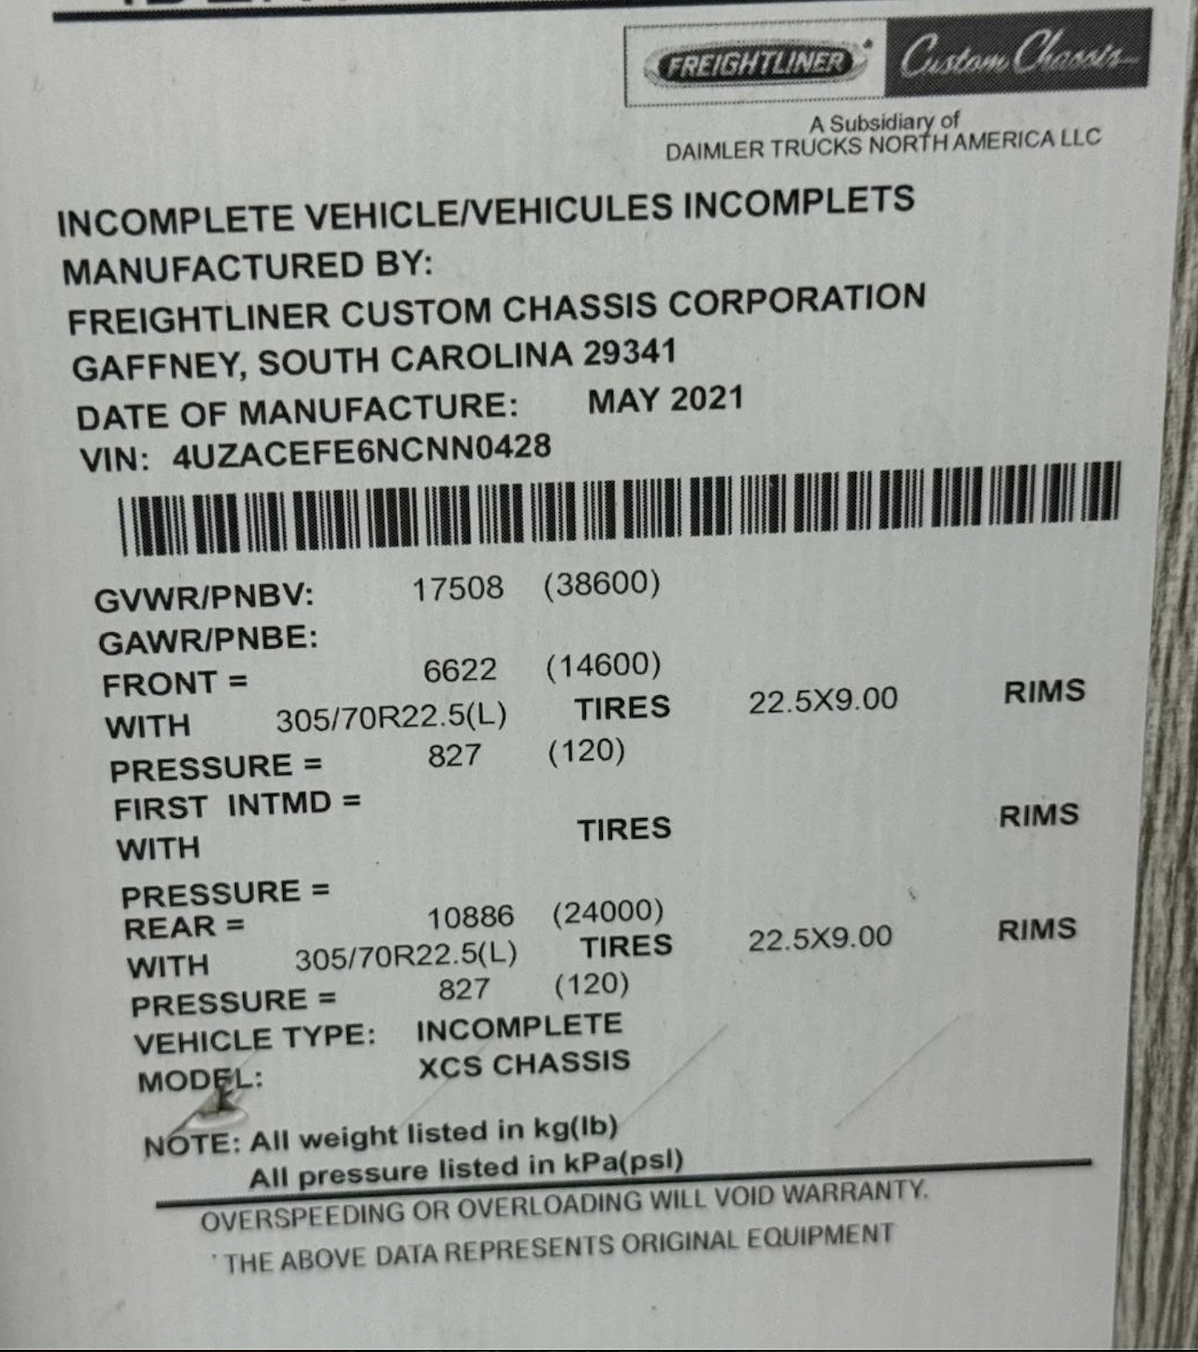 FREIGHTLINER Custom Chassis
A Subsidiary of
DAIMLER TRUCKS NORTH AMERICA LLC
INCOMPLETE VEHICLE/VEHICULES INCOMPLETS
MANUFACTURED BY:
FREIGHTLINER CUSTOM CHASSIS CORPORATION
GAFFNEY, SOUTH CAROLINA 29341
DATE OF MANUFACTURE: MAY 2021
VIN: 4UZACEFE6NCNN0428
GVWR/PNBV: 17508 (38600)
GAWR/PNBE:
FRONT = 6622 (14600)
WITH 305/70R22.5(L) TIRES 22.5X9.00 RIMS
PRESSURE = 827 (120)
FIRST INTMD =
WITH TIRES RIMS
PRESSURE =
REAR = 10886 (24000)
WITH 305/70R22.5(L) TIRES 22.5X9.00 RIMS
PRESSURE = 827 (120)
VEHICLE TYPE: INCOMPLETE
MODEL: XCS CHASSIS
NOTE: All weight listed in kg(lb)
All pressure listed in kPa(psl)
OVERSPEEDING OR OVERLOADING WILL VOID WARRANTY.
THE ABOVE DATA REPRESENTS ORIGINAL EQUIPMENT